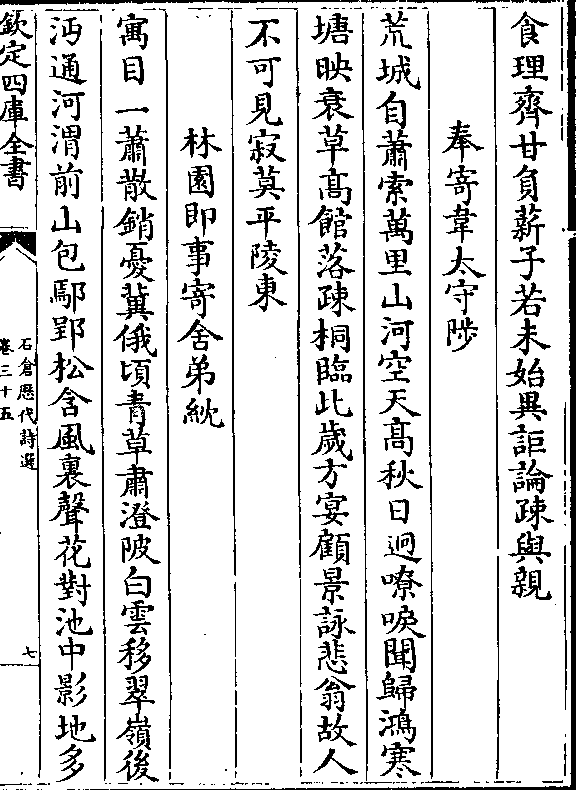 食理齊甘負薪子若未始異詎論疎與親
奉寄韋太守陟
荒城自蕭索萬里山河空天髙秋日迥嘹唳聞歸鴻寒
塘映衰草髙館落疎桐臨此歳方宴顧景詠悲翁故人
不可見寂莫平陵東
林園即事寄舍弟紞
寓目一蕭散銷憂冀俄頃青草肅澄陂白雲移翠嶺後
沔通河渭前山包鄢郢松含風裏聲花對池中影地多
欽定四庫全書
石倉歴代詩選
卷三十五
七